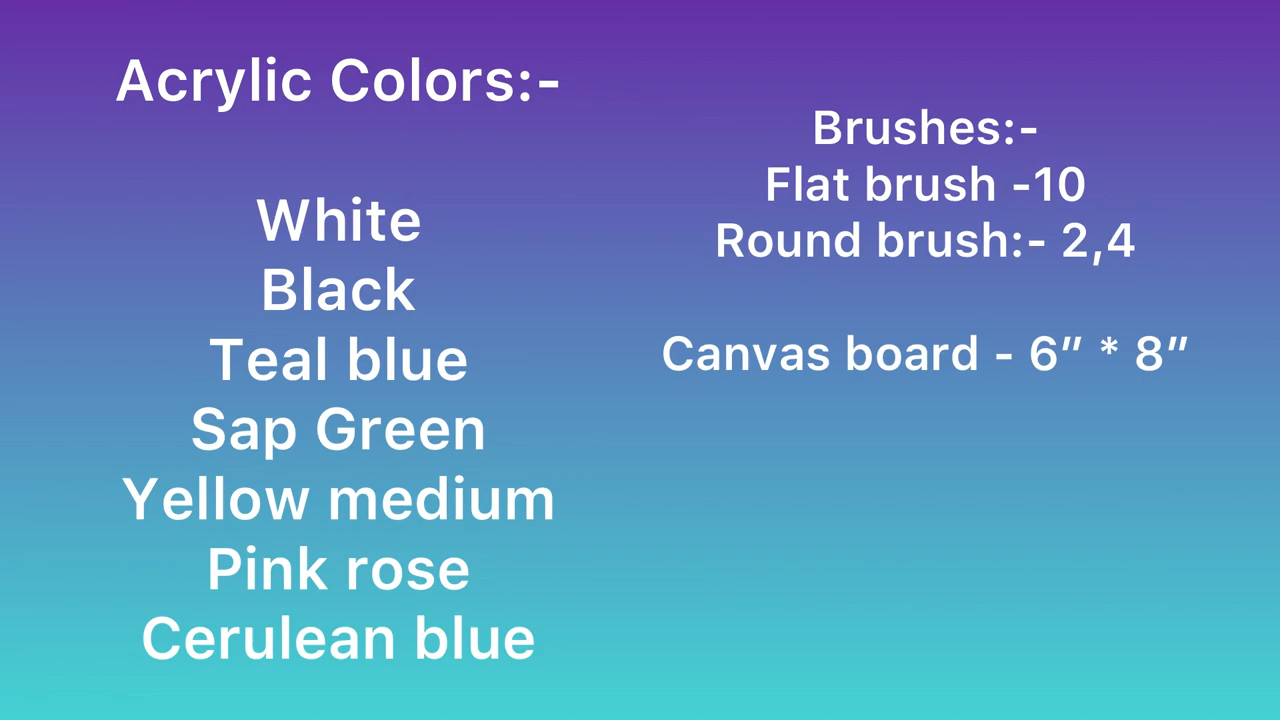 Acrylic Colors:-
White
Black
Teal blue
Sap Green
Yellow medium
Pink rose
Cerulean blue
Brushes:-
Flat brush -10
Round brush:- 2,4
Canvas board - 6” * 8”